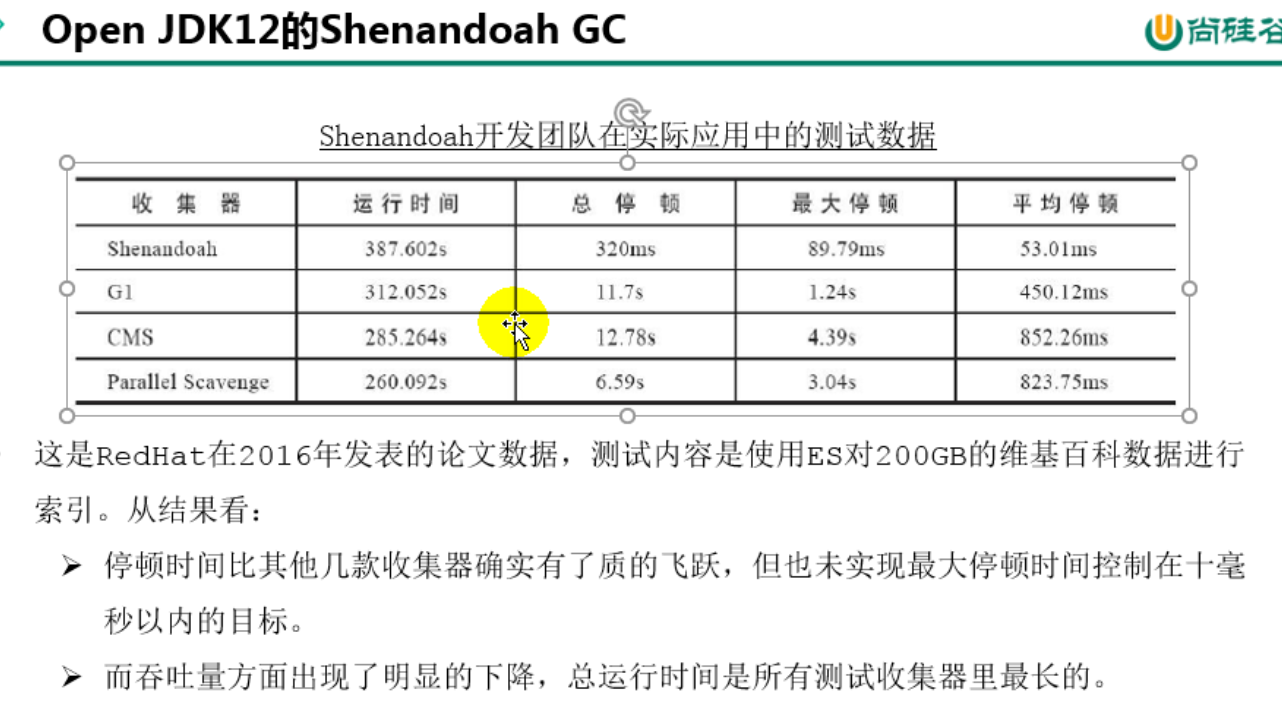 Open JDK12的Shenandoah GC
尚硅谷
Shenandoah开发团队在实际应用中的测试数据
收集器 运行时间 总停顿 最大停顿 平均停顿
Shenandoah 387.602s 320ms 89.79ms 53.01ms
G1 312.052s 11.7s 1.24s 450.12ms
CMS 285.264s 12.78s 4.39s 852.26ms
Parallel Scavenge 260.092s 6.59s 3.04s 823.75ms
这是RedHat在2016年发表的论文数据，测试内容是使用ES对200GB的维基百科数据进行
索引。从结果看：
➢ 停顿时间比其他几款收集器确实有了质的飞跃，但也未实现最大停顿时间控制在十毫
秒以内的目标。
➢ 而吞吐量方面出现了明显的下降，总运行时间是所有测试收集器里最长的。